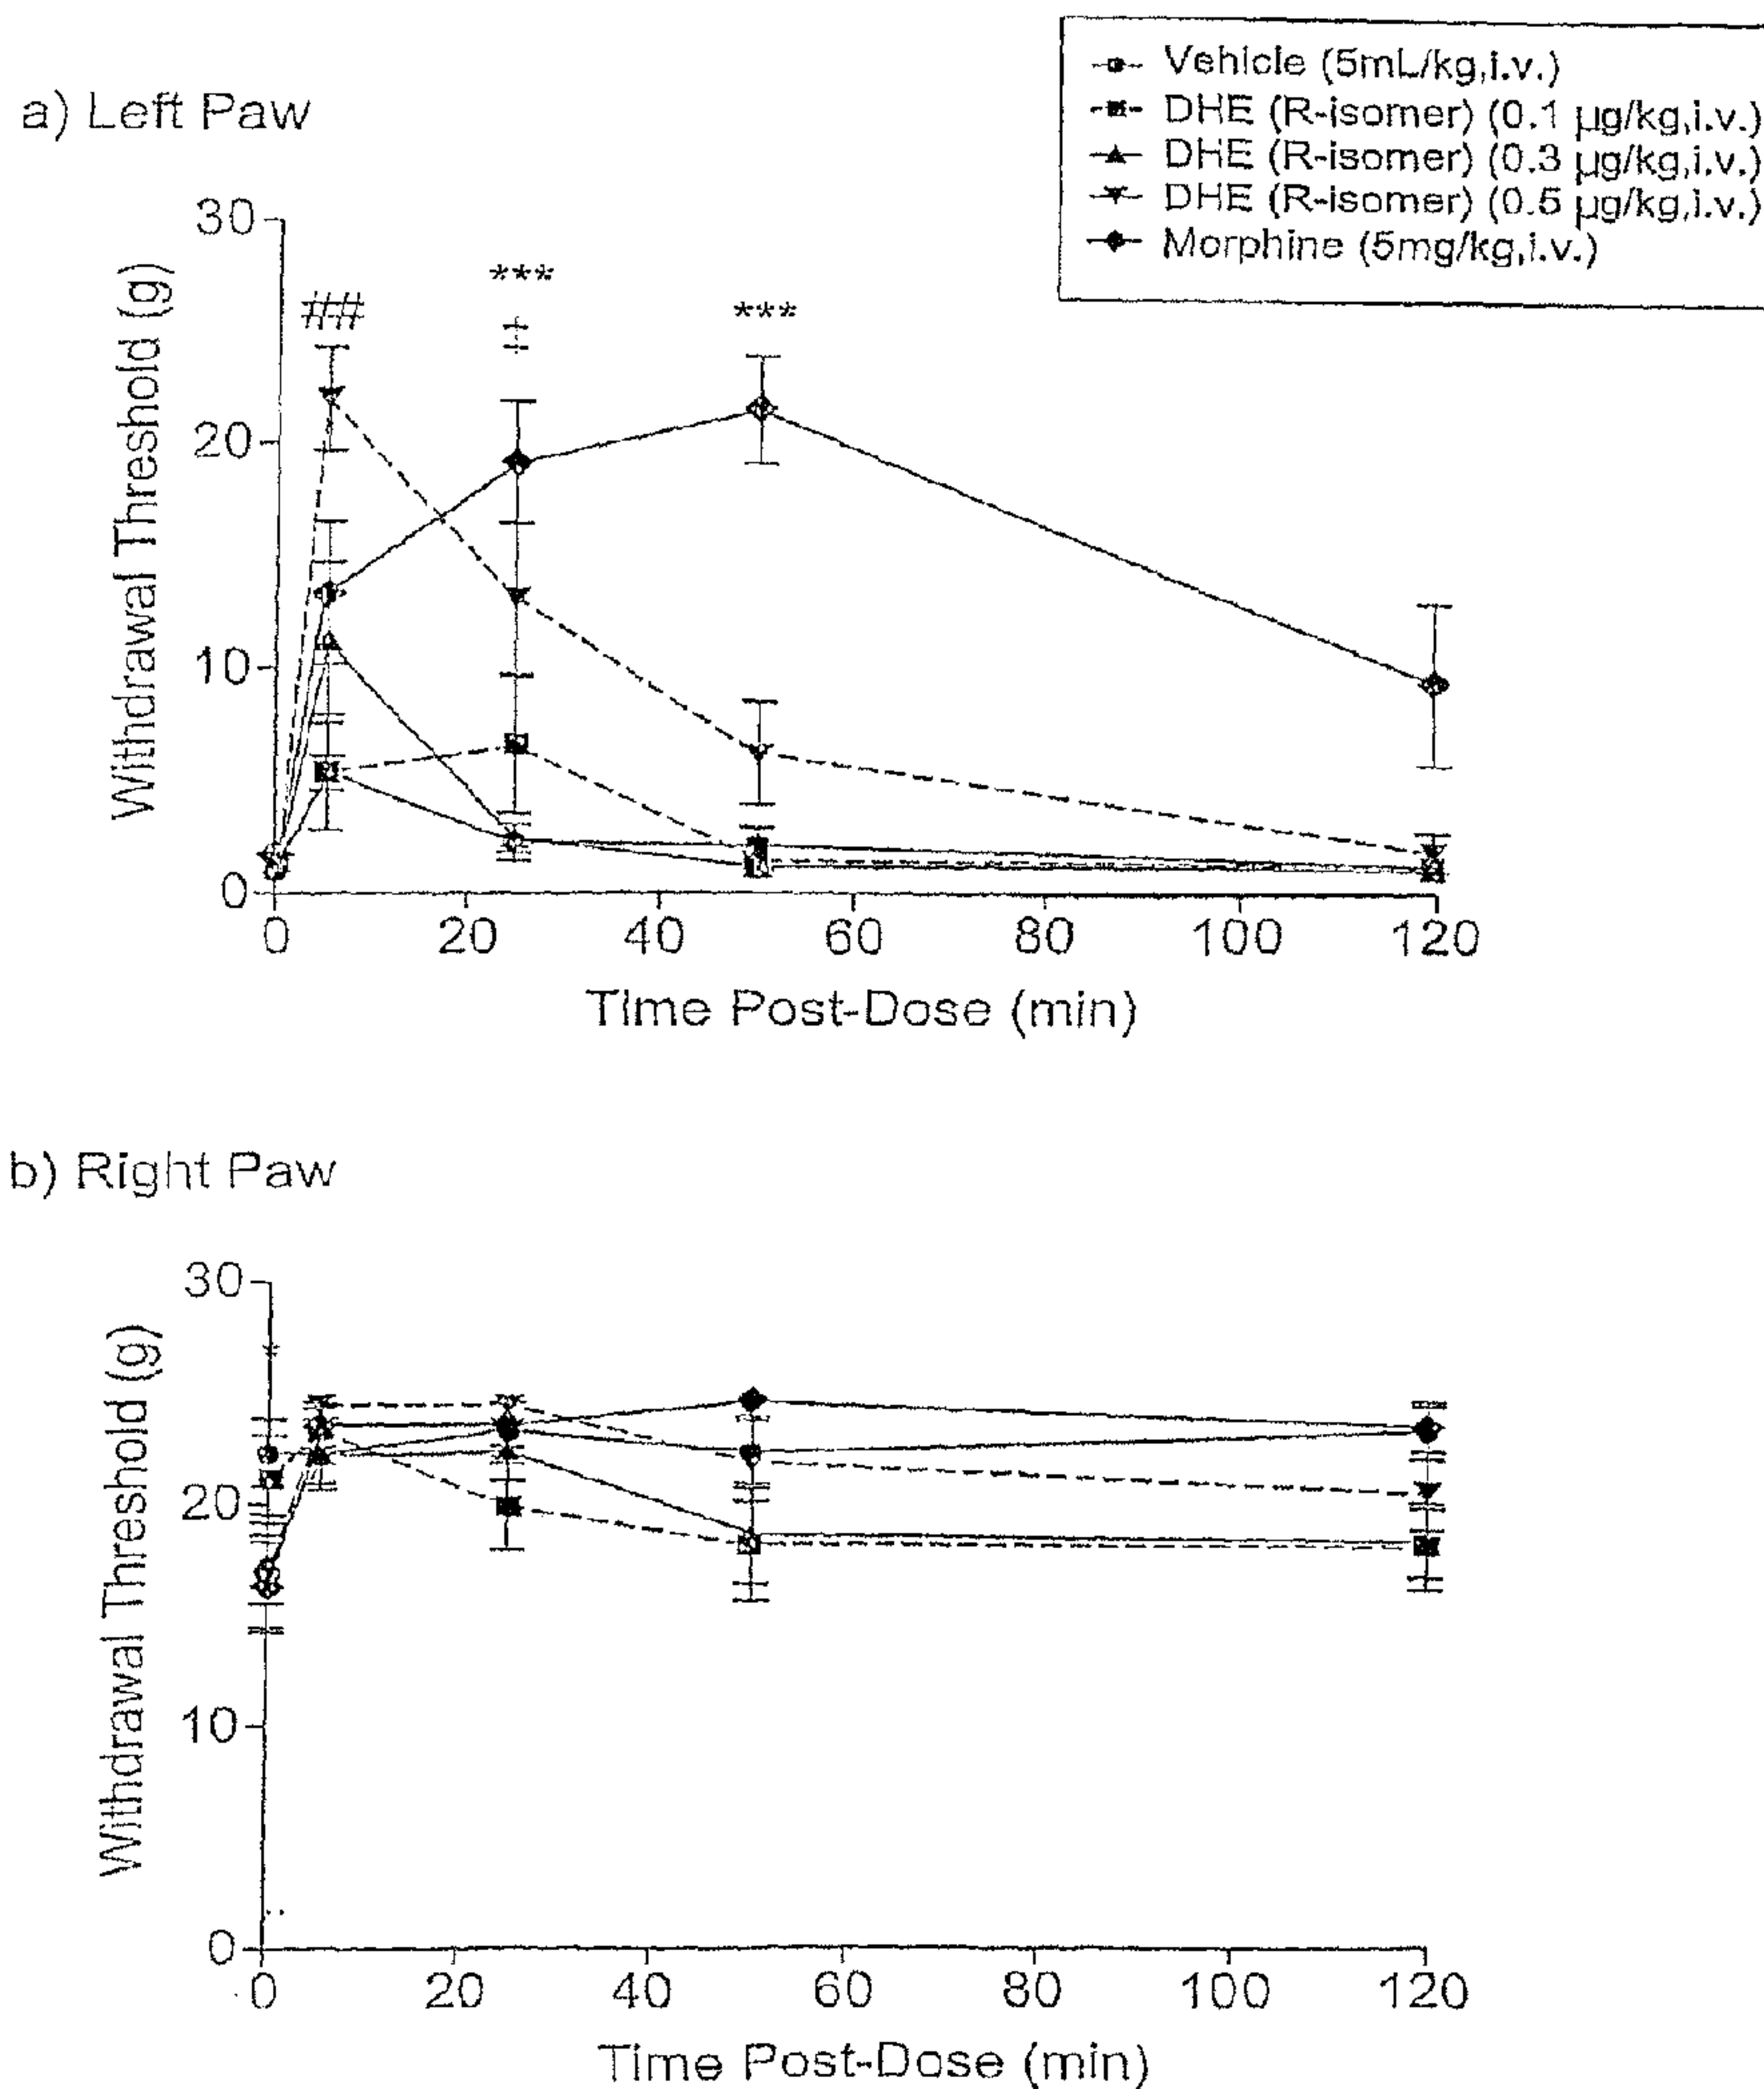 Vehicle (5mL/kg,i.v.)
DHE (R-isomer) (0.1 µg/kg,i.v.)
DHE (R-isomer) (0.3 µg/kg,i.v.)
DHE (R-isomer) (0.5 µg/kg,i.v.)
Morphine (5mg/kg,i.v.)
a) Left Paw
Withdrawal Threshold (g)
30
20
10
0
##
***
‡
***
0 20 40 60 80 100 120
Time Post-Dose (min)
b) Right Paw
Withdrawal Threshold (g)
30
20
10
0
0 20 40 60 80 100 120
Time Post-Dose (min)